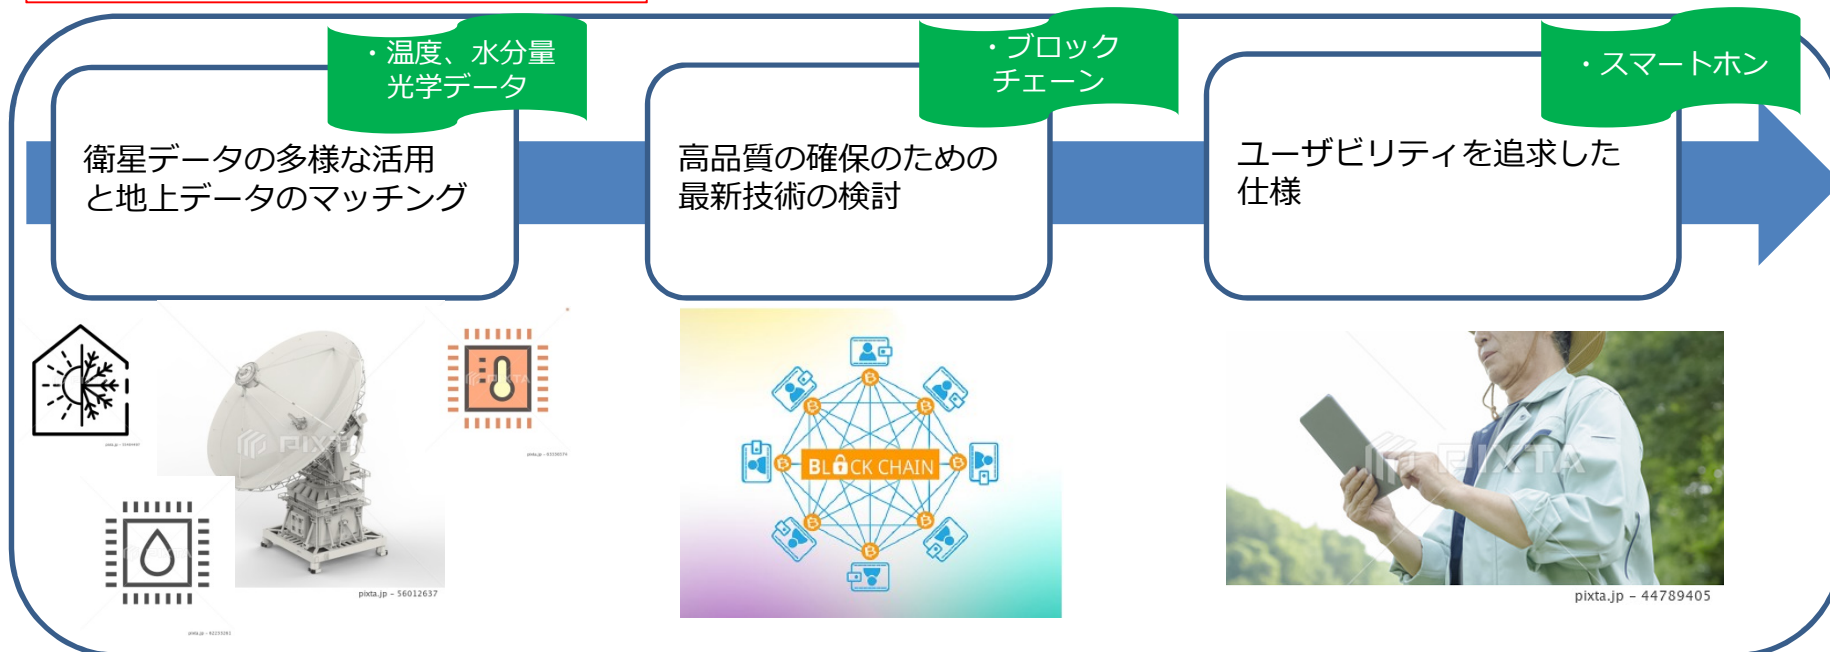 ・温度、水分量
光学データ
・ブロック
チェーン
・スマートホン
衛星データの多様な活用
と地上データのマッチング
高品質の確保のための
最新技術の検討
ユーザビリティを追求した
仕様
PIXTA
BLOCK CHAIN
PIXTA
pixta.jp - 56012637
pixta.jp - 44789405